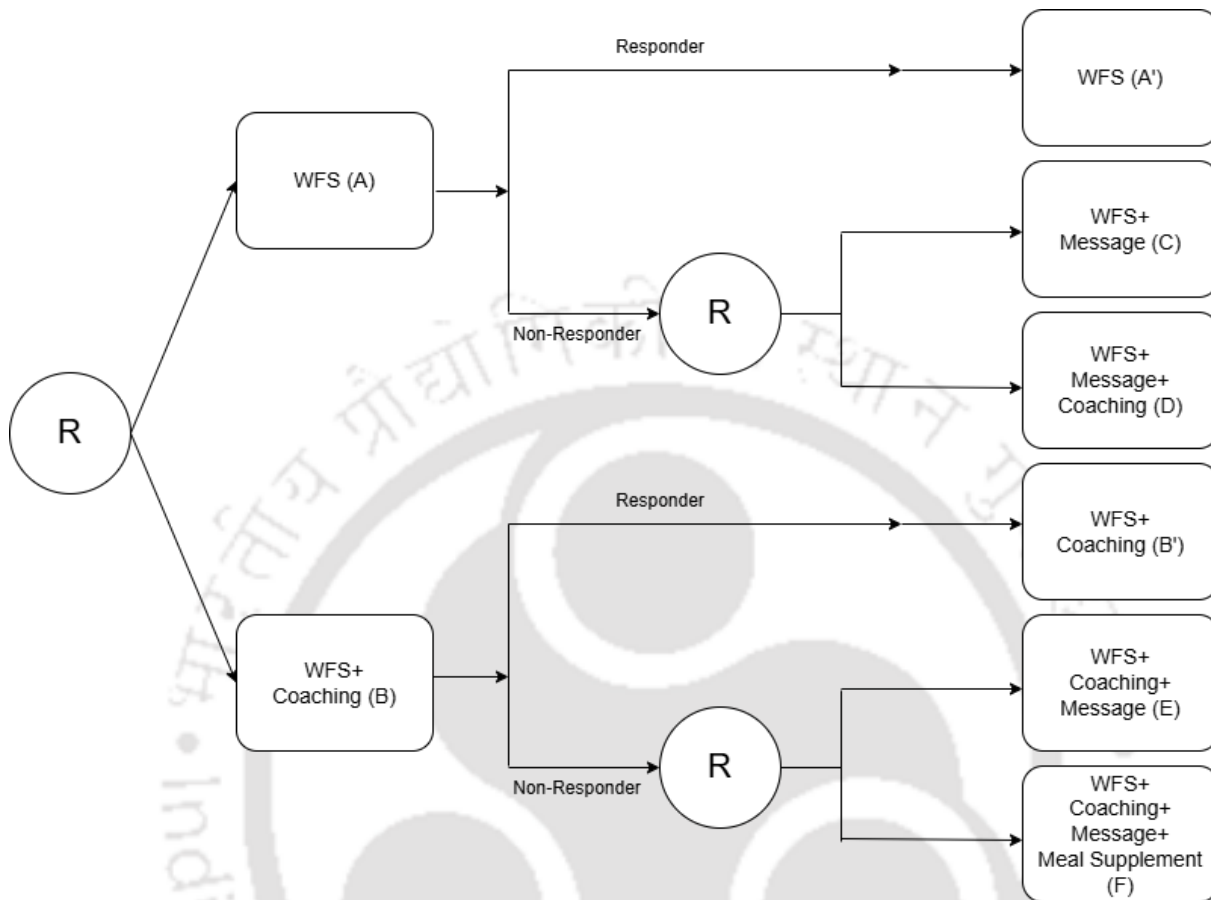 Responder
WFS (A')
WFS (A)
WFS+
Message (C)
R
Non-Responder
WFS+
Message+
Coaching (D)
R
Responder
WFS+
Coaching (B')
WFS+
Coaching (B)
WFS+
Coaching+
Message (E)
R
Non-Responder
WFS+
Coaching+
Message+
Meal Supplement
(F)